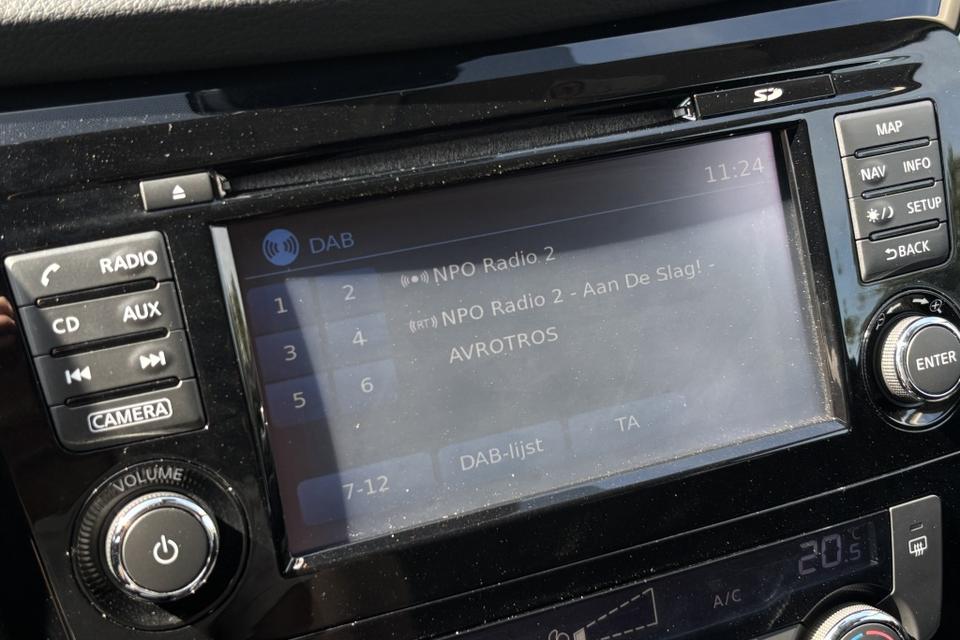 SD
MAP
NAV INFO
SETUP
BACK
RADIO
CD AUX
CAMERA
VOLUME
ENTER
11:24
DAB
1 2
3 4
5 6
NPO Radio 2
(RT) NPO Radio 2 - Aan De Slag! -
AVROTROS
7-12 DAB-lijst TA
A/C
20.5 °C